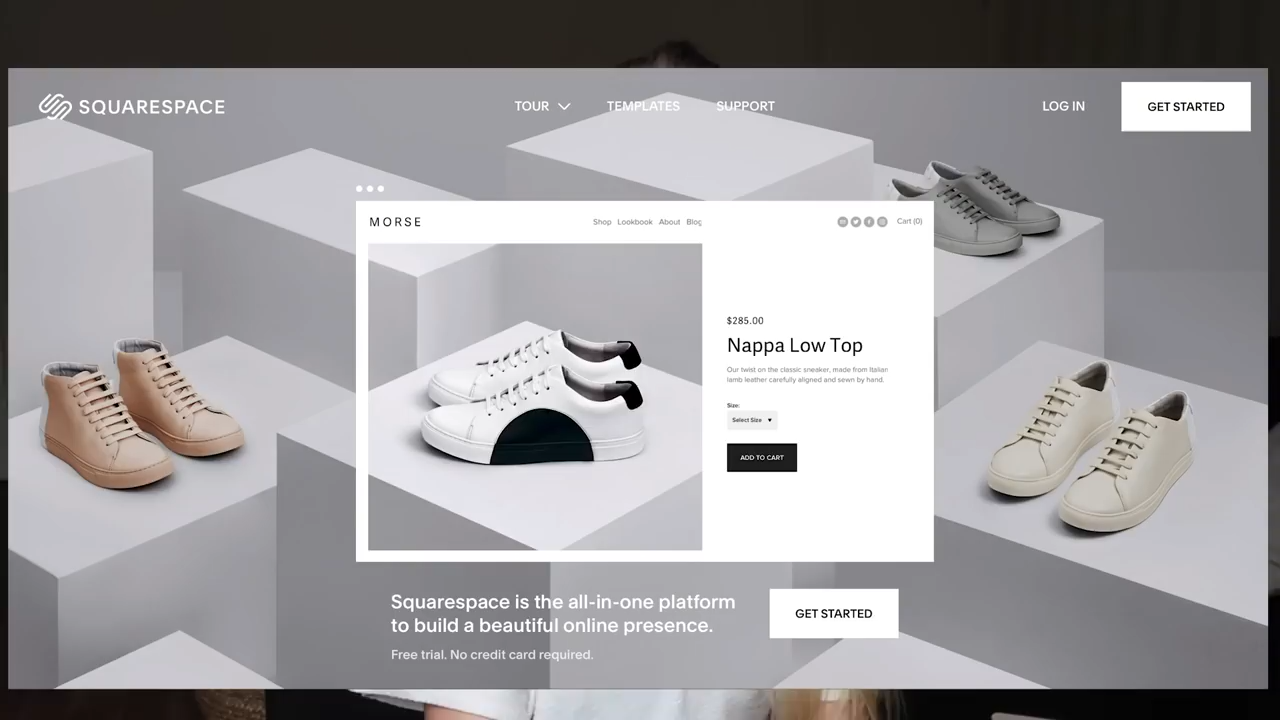 SQUARESPACE
TOUR
TEMPLATES
SUPPORT
LOG IN
GET STARTED
MORSE
Shop Lookbook About Blog
Cart (0)
$285.00
Nappa Low Top
Our twist on the classic sneaker, made from Italian
lamb leather carefully aligned and sewn by hand.
Size:
Select Size
ADD TO CART
Squarespace is the all-in-one platform
to build a beautiful online presence.
GET STARTED
Free trial. No credit card required.